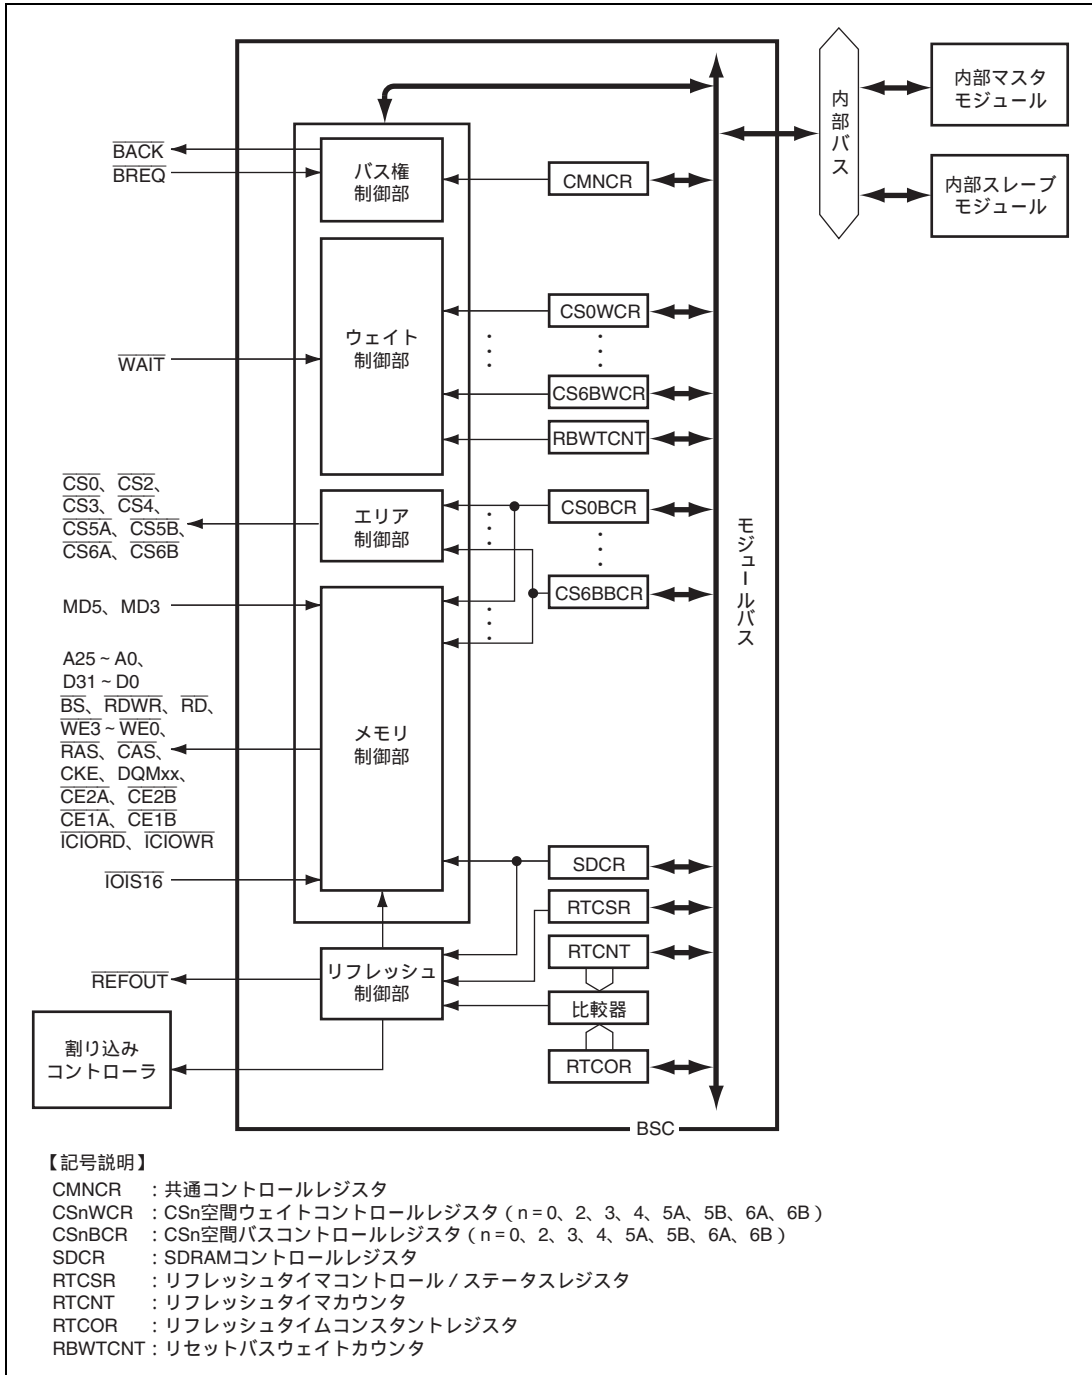 BACK
BREQ
バス権
制御部
CMNCR
内部バス
内部マスタ
モジュール
内部スレーブ
モジュール
WAIT
ウェイト
制御部
CS0WCR
CS6BWCR
RBWTCNT
CS0、CS2、
CS3、CS4、
CS5A、CS5B、
CS6A、CS6B
エリア
制御部
CS0BCR
CS6BBCR
モジュールバス
MD5、MD3
A25 ~ A0、
D31 ~ D0
BS、RDWR、RD、
WE3 ~ WE0、
RAS、CAS、
CKE、DQMxx、
CE2A、CE2B
CE1A、CE1B
ICIORD、ICIOWR
メモリ
制御部
IOIS16
SDCR
RTCSR
RTCNT
比較器
RTCOR
REFOUT
リフレッシュ
制御部
割り込み
コントローラ
BSC
【記号説明】
CMNCR : 共通コントロールレジスタ
CSnWCR : CSn空間ウェイトコントロールレジスタ ( n = 0、2、3、4、5A、5B、6A、6B )
CSnBCR : CSn空間バスコントロールレジスタ ( n = 0、2、3、4、5A、5B、6A、6B )
SDCR : SDRAMコントロールレジスタ
RTCSR : リフレッシュタイマコントロール / ステータスレジスタ
RTCNT : リフレッシュタイマカウンタ
RTCOR : リフレッシュタイムコンスタントレジスタ
RBWTCNT : リセットバスウェイトカウンタ